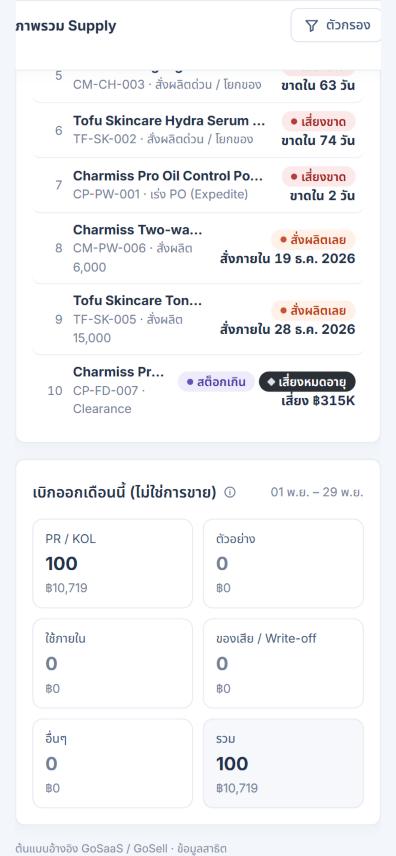 ภาพรวม Supply
ตัวกรอง
5
CM-CH-003 · สั่งผลิตด่วน / โยกของ
ขาดใน 63 วัน
6
Tofu Skincare Hydra Serum ...
เสี่ยงขาด
TF-SK-002 · สั่งผลิตด่วน / โยกของ
ขาดใน 74 วัน
7
Charmiss Pro Oil Control Po...
เสี่ยงขาด
CP-PW-001 · เร่ง PO (Expedite)
ขาดใน 2 วัน
8
Charmiss Two-wa...
สั่งผลิตเลย
CM-PW-006 · สั่งผลิต
6,000
สั่งภายใน 19 ธ.ค. 2026
9
Tofu Skincare Ton...
สั่งผลิตเลย
TF-SK-005 · สั่งผลิต
15,000
สั่งภายใน 28 ธ.ค. 2026
10
Charmiss Pr...
สต็อกเกิน
เสี่ยงหมดอายุ
CP-FD-007 ·
Clearance
เสี่ยง ฿315K
เบิกออกเดือนนี้ (ไม่ใช่การขาย)
01 พ.ย. – 29 พ.ย.
PR / KOL
100
฿10,719
ตัวอย่าง
0
฿0
ใช้ภายใน
0
฿0
ของเสีย / Write-off
0
฿0
อื่นๆ
0
฿0
รวม
100
฿10,719
ต้นแบบอ้างอิง GoSaaS / GoSell · ข้อมูลสาธิต